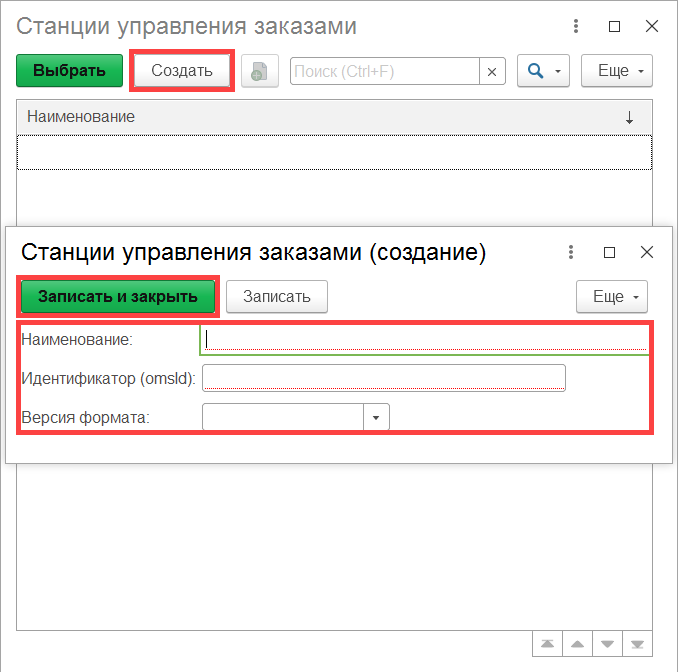 Станции управления заказами
Выбрать Создать Поиск (Ctrl+F) Еще
Наименование
Станции управления заказами (создание)
Записать и закрыть Записать Еще
Наименование:
Идентификатор (omsId):
Версия формата: